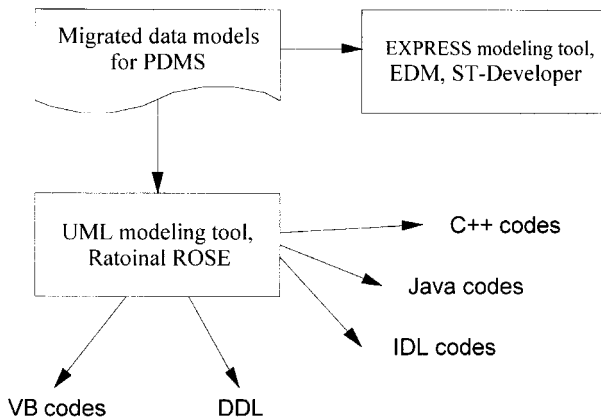 Migrated data models
for PDMS
EXPRESS modeling tool,
EDM, ST-Developer
UML modeling tool,
Ratoinal ROSE
C++ codes
Java codes
IDL codes
VB codes
DDL